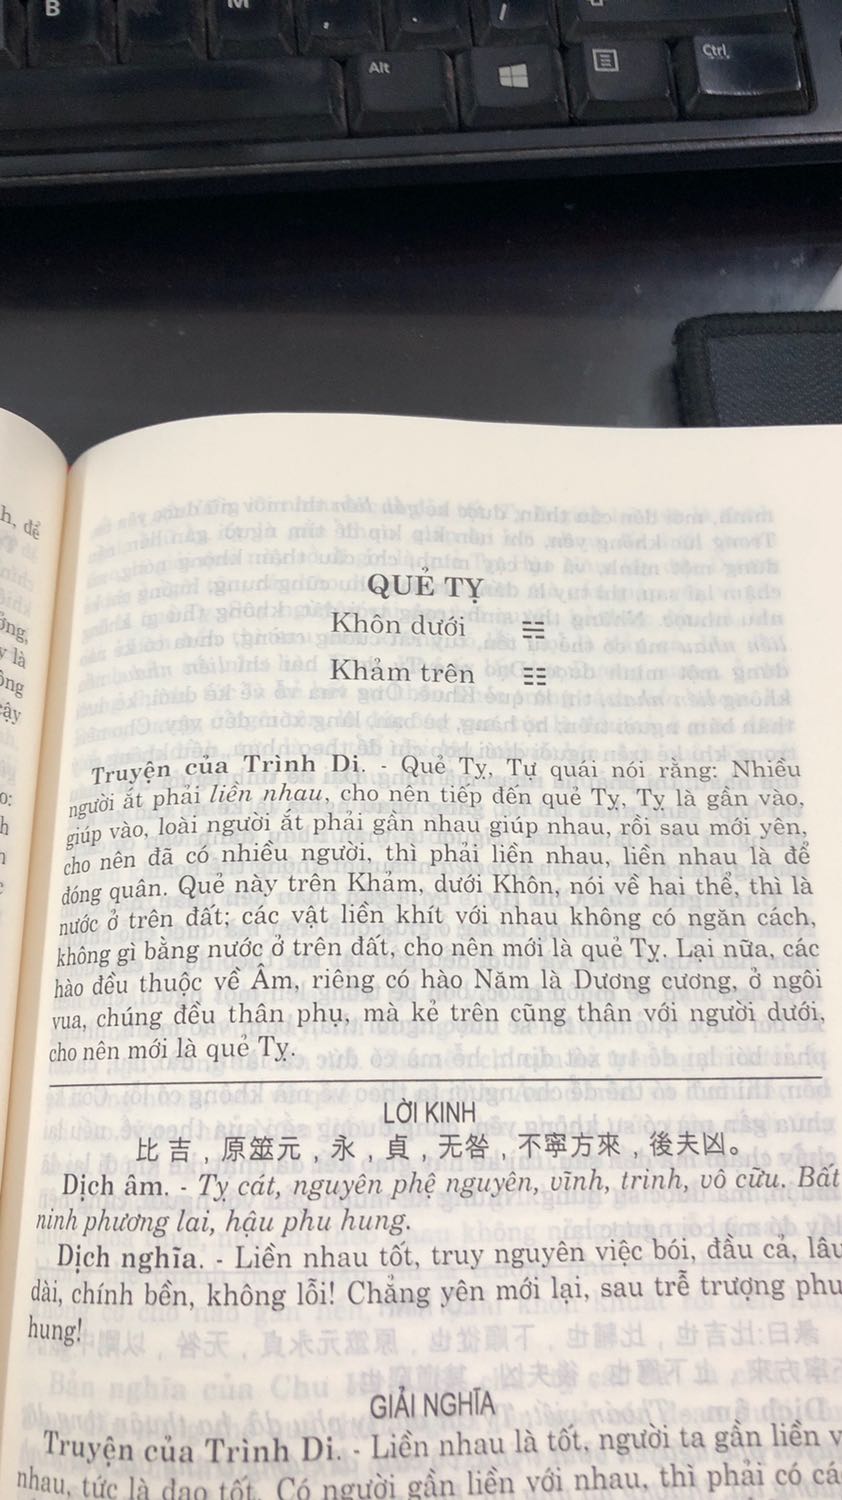 B
M
,
.
/
Alt
Ctrl
h, để
ởng,
y là
ông
cậy
o:
h
QUẺ TỴ
Khôn dưới ☵
Khảm trên ☷
Truyện của Trình Di. - Quẻ Tỵ, Tự quái nói rằng: Nhiều
người ắt phải liền nhau, cho nên tiếp đến quẻ Tỵ, Tỵ là gần vào,
giúp vào, loài người ắt phải gần nhau giúp nhau, rồi sau mới yên,
cho nên đã có nhiều người, thì phải liền nhau, liền nhau là để
đóng quân. Quẻ này trên Khảm, dưới Khôn, nói về hai thể, thì là
nước ở trên đất; các vật liền khít với nhau không có ngăn cách,
không gì bằng nước ở trên đất, cho nên mới là quẻ Tỵ. Lại nữa, các
hào đều thuộc về Âm, riêng có hào Năm là Dương cương, ở ngôi
vua, chúng đều thân phụ, mà kẻ trên cũng thân với người dưới,
cho nên mới là quẻ Tỵ.
LỜI KINH
比吉，原筮元，永，貞，无咎，不寧方來，後夫凶。
Dịch âm. - Tỵ cát, nguyên phệ nguyên, vĩnh, trinh, vô cữu. Bất
ninh phương lai, hậu phu hung.
Dịch nghĩa. - Liền nhau tốt, truy nguyên việc bói, đầu cả, lâu
dài, chính bền, không lỗi! Chẳng yên mới lại, sau trễ trượng phu
hung!
GIẢI NGHĨA
Truyện của Trình Di. - Liền nhau là tốt, người ta gần liền v
nhau, tức là đạo tốt. Có người gần liền với nhau, thì phải có cá